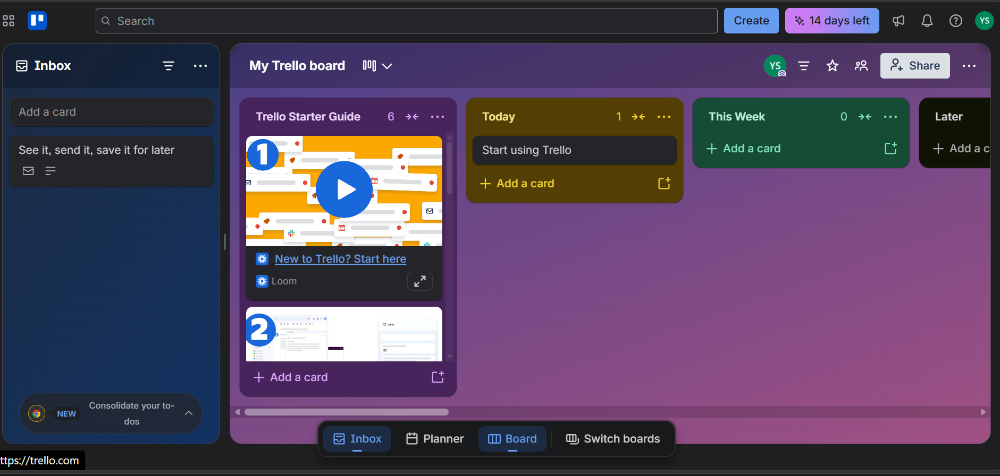 Search
Create
14 days left
YS
Inbox
Add a card
See it, send it, save it for later
NEW
Consolidate your to-
dos
My Trello board
YS
Share
Trello Starter Guide 6
1
New to Trello? Start here
Loom
2
Inbox
Add a card
Today 1
Start using Trello
Add a card
This Week 0
Add a card
Later
Add a c
Inbox
Planner
Board
Switch boards
ttps://trello.com